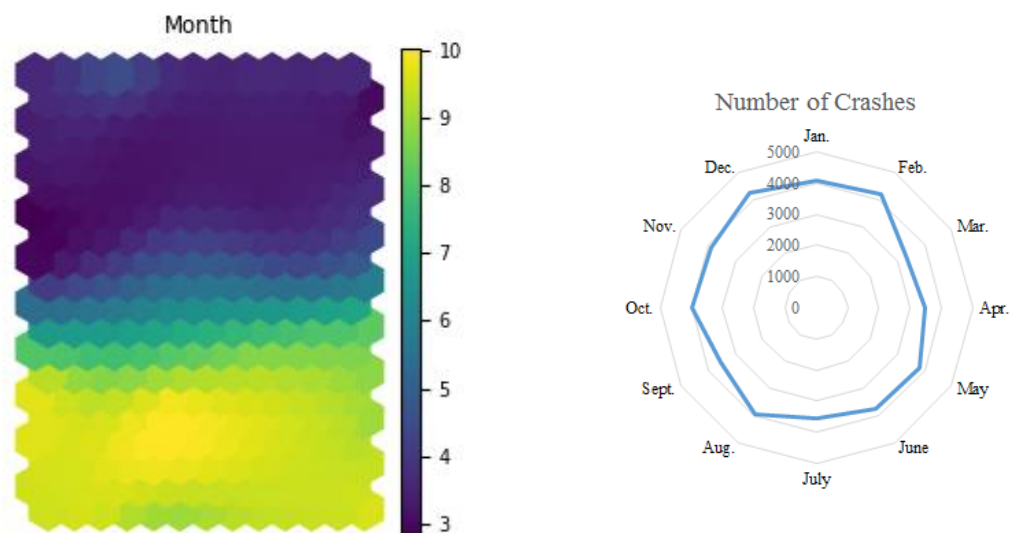 Month
10
9
8
7
6
5
4
3
Number of Crashes
Jan.
Feb.
Mar.
Apr.
May
June
July
Aug.
Sept.
Oct.
Nov.
Dec.
5000
4000
3000
2000
1000
0